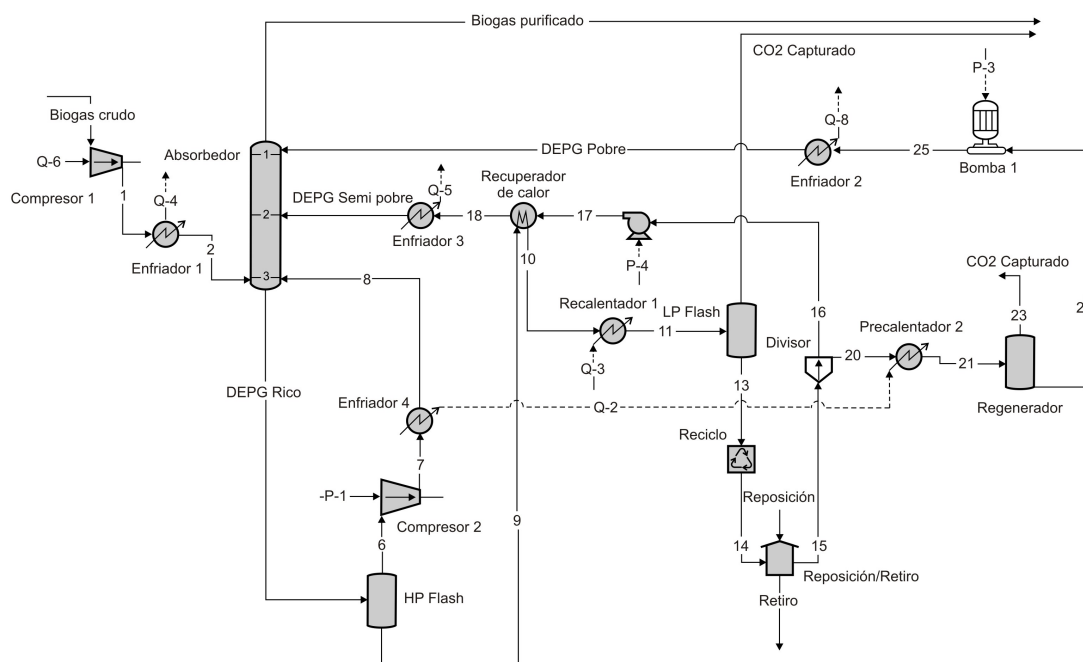 Biogas purificado
CO2 Capturado
P-3
Biogas crudo
Q-8
Q-6
Absorbedor
1
DEPG Pobre
25
Bomba 1
Compresor 1
1
Q-4
Recuperador
de calor
Enfriador 2
Q-5
DEPG Semi pobre
2
18
17
Enfriador 3
2
Enfriador 1
3
8
10
P-4
CO2 Capturado
Recalentador 1
LP Flash
16
23
2
Precalentador 2
11
Divisor
20
21
Q-3
DEPG Rico
13
Enfriador 4
Q-2
Regenerador
Reciclo
7
Reposición
-P-1
9
Compresor 2
6
14
15
Reposición/Retiro
HP Flash
Retiro